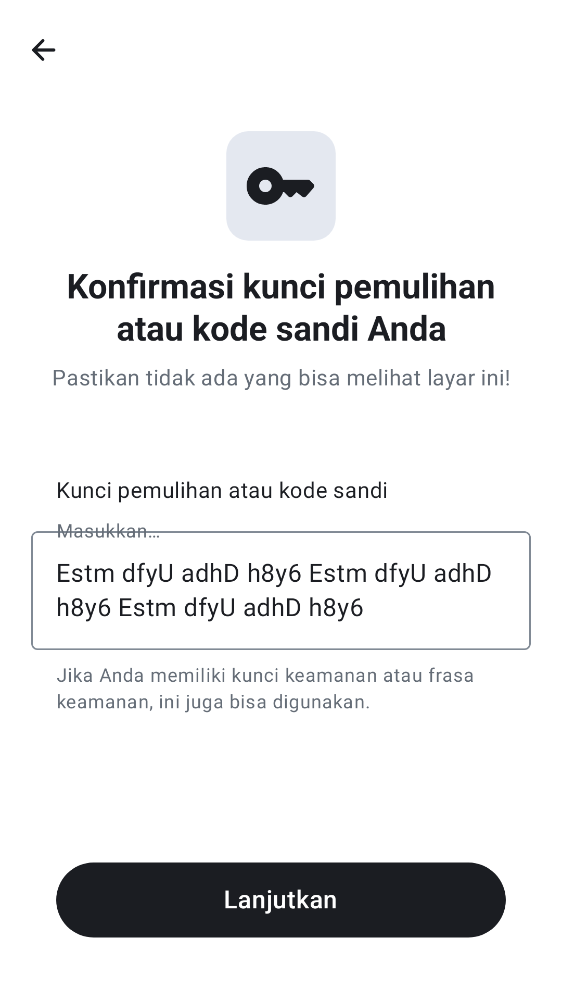 Konfirmasi kunci pemulihan
atau kode sandi Anda
Pastikan tidak ada yang bisa melihat layar ini!
Kunci pemulihan atau kode sandi
Masukkan…
Estm dfyU adhD h8y6 Estm dfyU adhD
h8y6 Estm dfyU adhD h8y6
Jika Anda memiliki kunci keamanan atau frasa
keamanan, ini juga bisa digunakan.
Lanjutkan